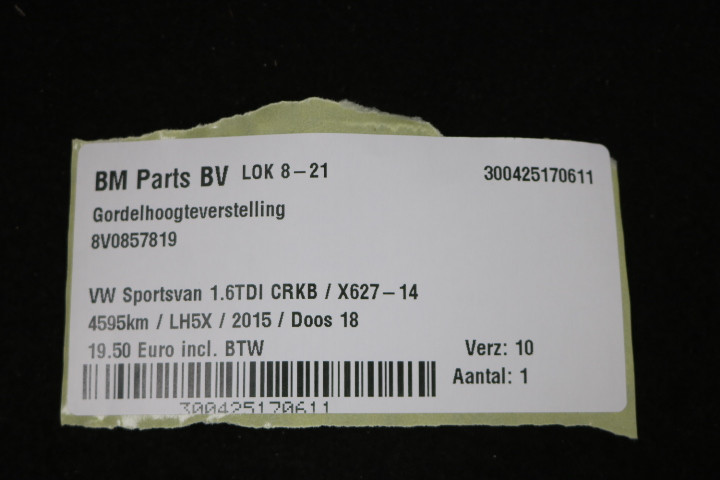 BM Parts BV LOK 8-21 300425170611
Gordelhoogteverstelling
8V0857819
VW Sportsvan 1.6TDI CRKB / X627-14
4595km / LH5X / 2015 / Doos 18
19.50 Euro incl. BTW Verz: 10
Aantal: 1
300425170611